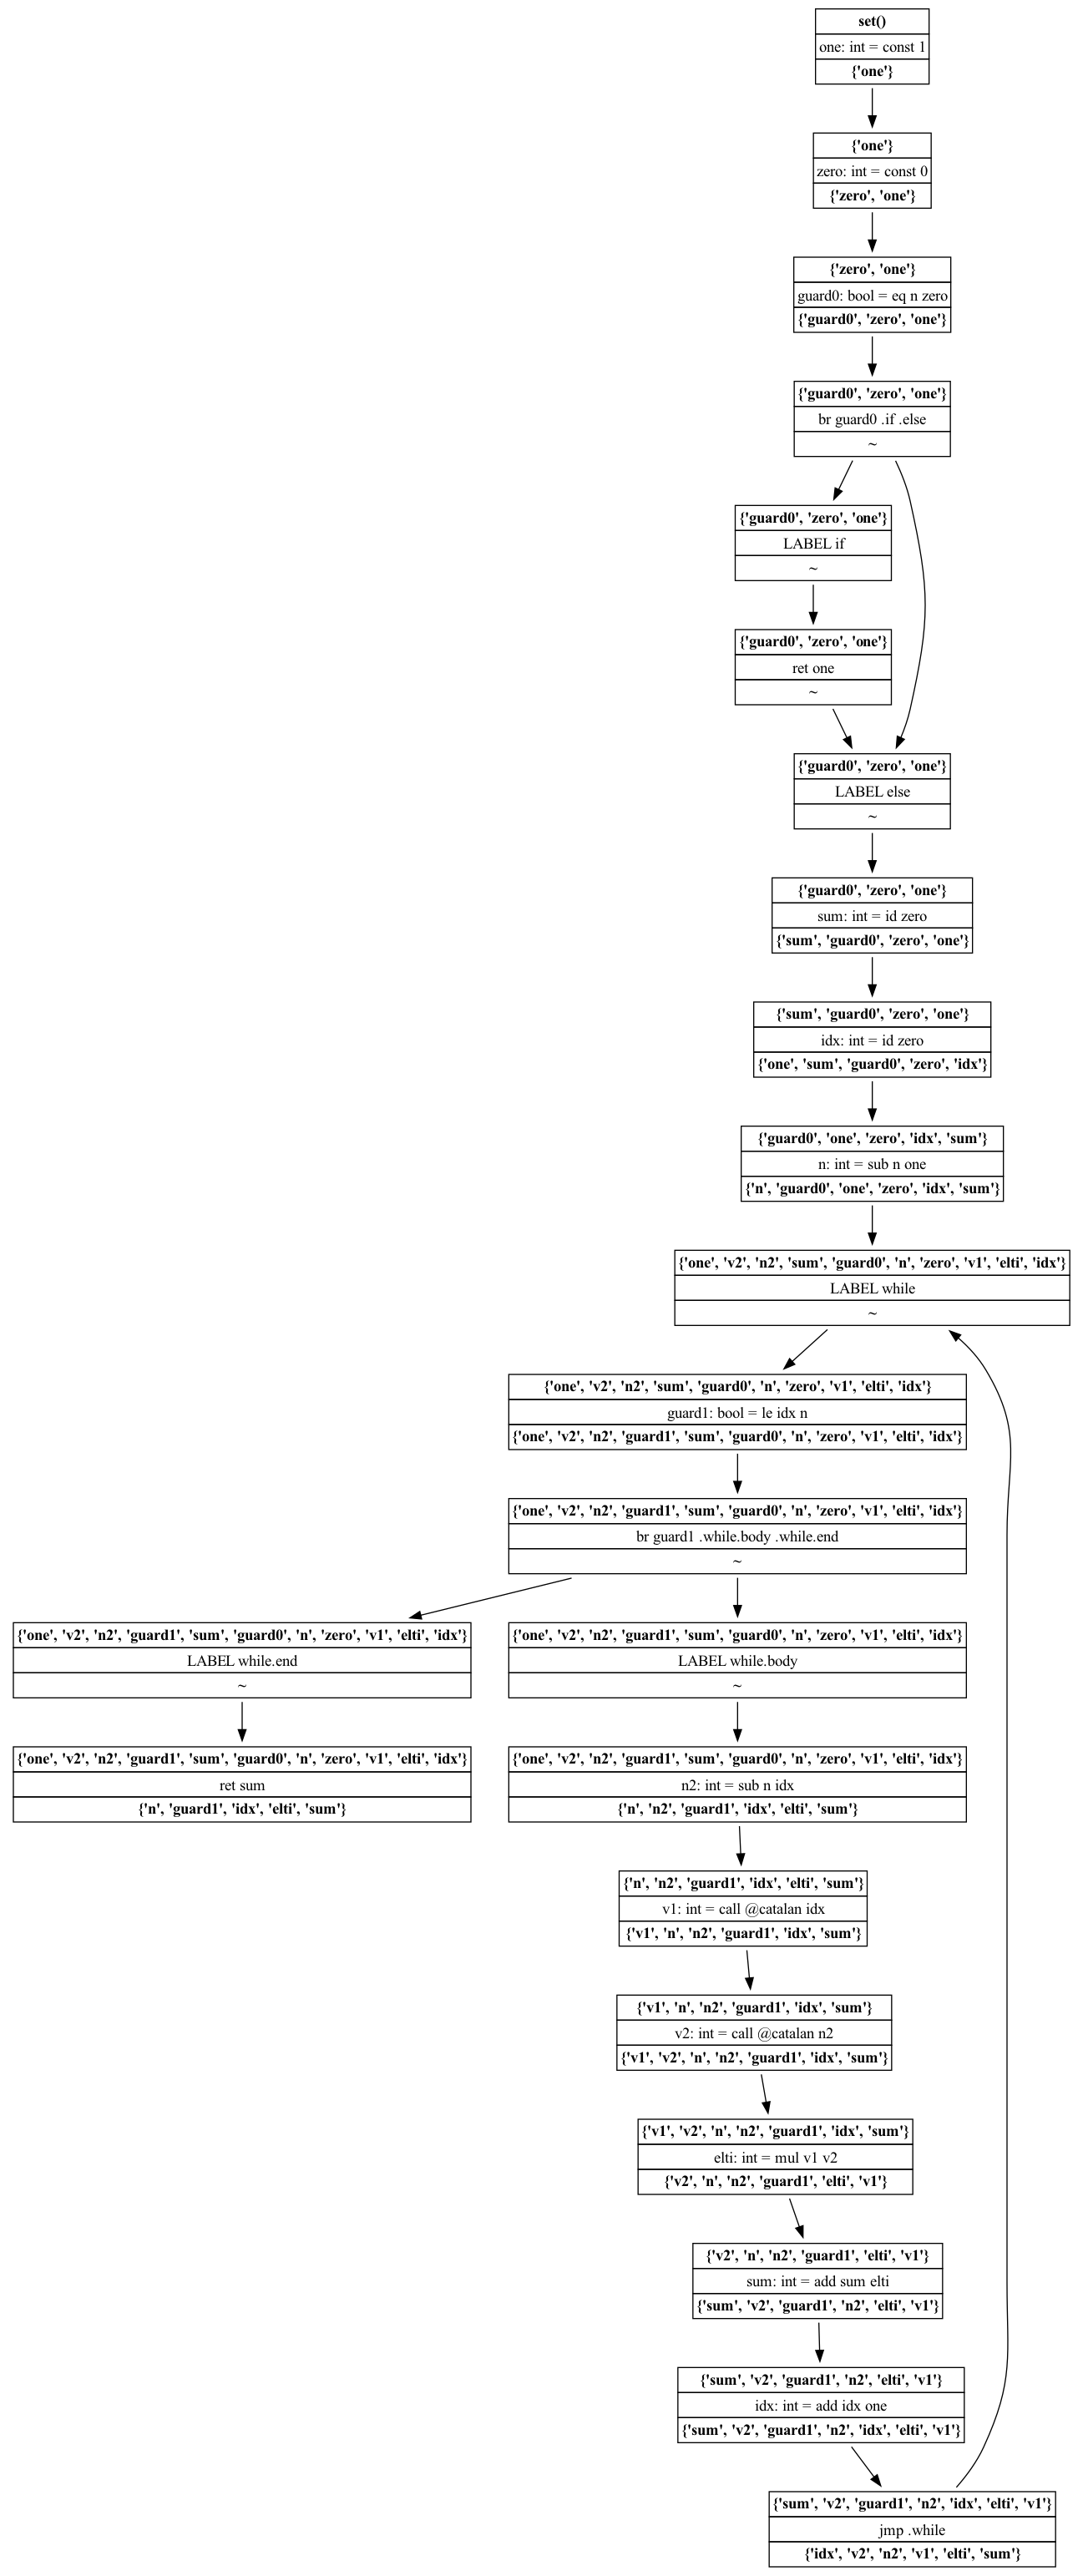 set()
one: int = const 1
{'one'}
{'one'}
zero: int = const 0
{'zero', 'one'}
{'zero', 'one'}
guard0: bool = eq n zero
{'guard0', 'zero', 'one'}
{'guard0', 'zero', 'one'}
br guard0 .if .else
~
{'guard0', 'zero', 'one'}
LABEL if
~
{'guard0', 'zero', 'one'}
ret one
~
{'guard0', 'zero', 'one'}
LABEL else
~
{'guard0', 'zero', 'one'}
sum: int = id zero
{'sum', 'guard0', 'zero', 'one'}
{'sum', 'guard0', 'zero', 'one'}
idx: int = id zero
{'one', 'sum', 'guard0', 'zero', 'idx'}
{'guard0', 'one', 'zero', 'idx', 'sum'}
n: int = sub n one
{'n', 'guard0', 'one', 'zero', 'idx', 'sum'}
{'one', 'v2', 'n2', 'sum', 'guard0', 'n', 'zero', 'v1', 'elti', 'idx'}
LABEL while
~
{'one', 'v2', 'n2', 'sum', 'guard0', 'n', 'zero', 'v1', 'elti', 'idx'}
guard1: bool = le idx n
{'one', 'v2', 'n2', 'guard1', 'sum', 'guard0', 'n', 'zero', 'v1', 'elti', 'idx'}
{'one', 'v2', 'n2', 'guard1', 'sum', 'guard0', 'n', 'zero', 'v1', 'elti', 'idx'}
br guard1 .while.body .while.end
~
{'one', 'v2', 'n2', 'guard1', 'sum', 'guard0', 'n', 'zero', 'v1', 'elti', 'idx'}
LABEL while.end
~
{'one', 'v2', 'n2', 'guard1', 'sum', 'guard0', 'n', 'zero', 'v1', 'elti', 'idx'}
LABEL while.body
~
{'one', 'v2', 'n2', 'guard1', 'sum', 'guard0', 'n', 'zero', 'v1', 'elti', 'idx'}
ret sum
{'n', 'guard1', 'idx', 'elti', 'sum'}
{'one', 'v2', 'n2', 'guard1', 'sum', 'guard0', 'n', 'zero', 'v1', 'elti', 'idx'}
n2: int = sub n idx
{'n', 'n2', 'guard1', 'idx', 'elti', 'sum'}
{'n', 'n2', 'guard1', 'idx', 'elti', 'sum'}
v1: int = call @catalan idx
{'v1', 'n', 'n2', 'guard1', 'idx', 'sum'}
{'v1', 'n', 'n2', 'guard1', 'idx', 'sum'}
v2: int = call @catalan n2
{'v1', 'v2', 'n', 'n2', 'guard1', 'idx', 'sum'}
{'v1', 'v2', 'n', 'n2', 'guard1', 'idx', 'sum'}
elti: int = mul v1 v2
{'v2', 'n', 'n2', 'guard1', 'elti', 'v1'}
{'v2', 'n', 'n2', 'guard1', 'elti', 'v1'}
sum: int = add sum elti
{'sum', 'v2', 'guard1', 'n2', 'elti', 'v1'}
{'sum', 'v2', 'guard1', 'n2', 'elti', 'v1'}
idx: int = add idx one
{'sum', 'v2', 'guard1', 'n2', 'idx', 'elti', 'v1'}
{'sum', 'v2', 'guard1', 'n2', 'idx', 'elti', 'v1'}
jmp .while
{'idx', 'v2', 'n2', 'v1', 'elti', 'sum'}